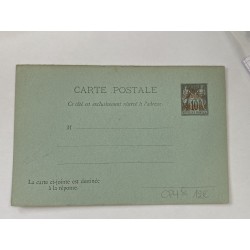 CARTE POSTALE
Ce côté est exclusivement réservé à l'adresse.
M
La carte ci-jointe est destinée
à la réponse.